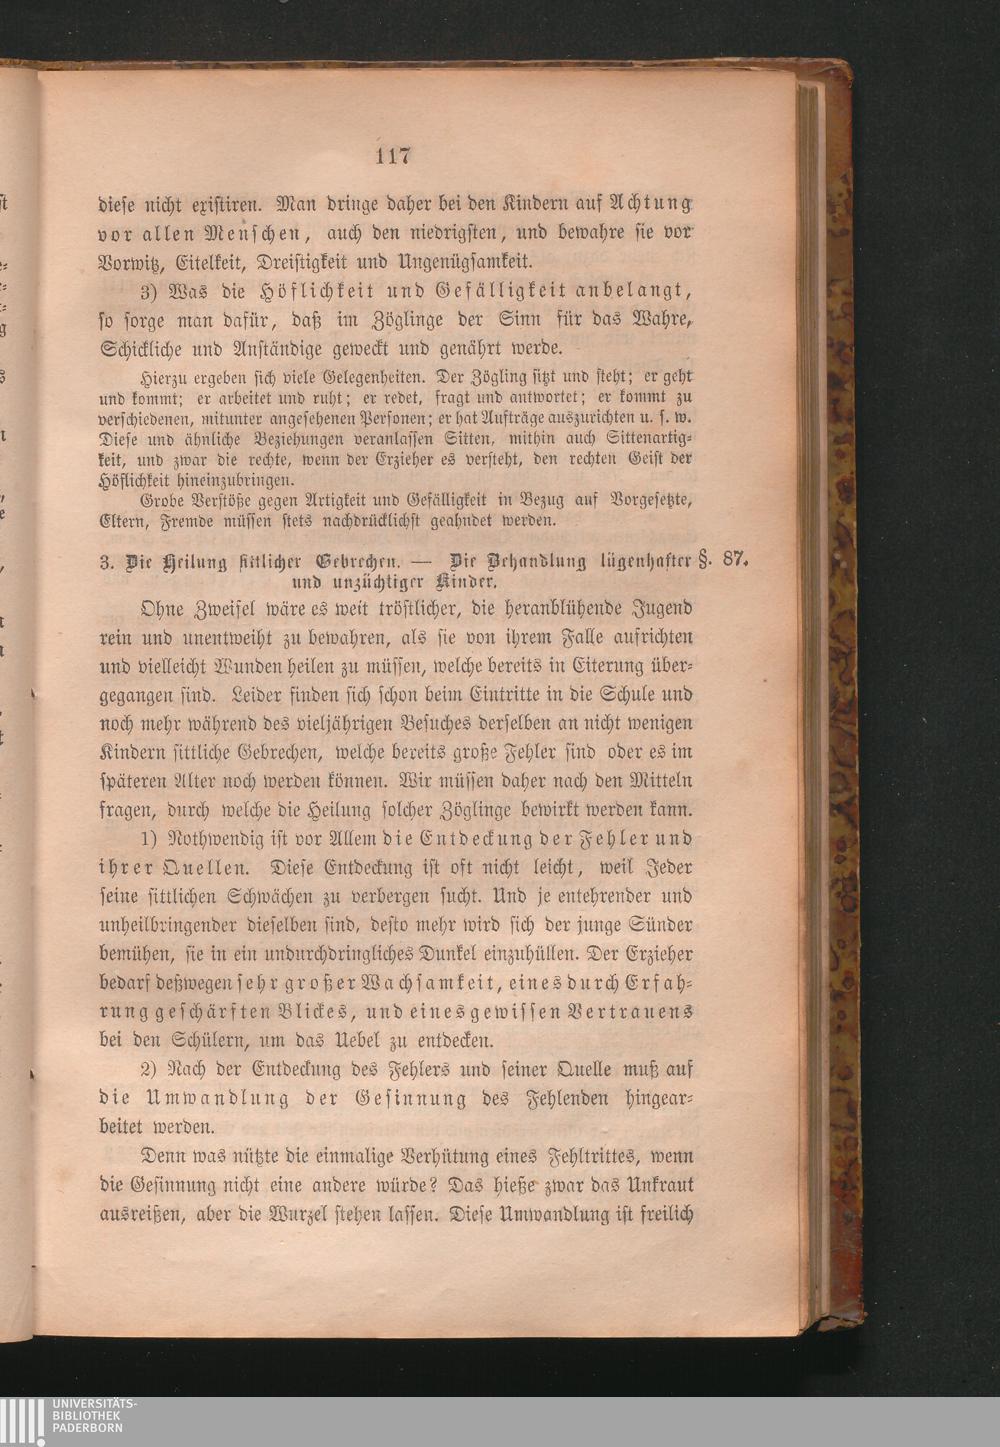 117
diese nicht existiren. Man dringe daher bei den Kindern auf Achtung
vor allen Menschen, auch den niedrigsten, und bewahre sie vor
Vorwitz, Eitelkeit, Dreistigkeit und Ungenügsamkeit.
3) Was die Höflichkeit und Gefälligkeit anbelangt,
so sorge man dafür, daß im Zöglinge der Sinn für das Wahre,
Schickliche und Anständige geweckt und genährt werde.
Hierzu ergeben sich viele Gelegenheiten. Der Zögling sitzt und steht; er geht
und kommt; er arbeitet und ruht; er redet, fragt und antwortet; er kommt zu
verschiedenen, mitunter angesehenen Personen; er hat Aufträge auszurichten u. s. w.
Diese und ähnliche Beziehungen veranlassen Sitten, mithin auch Sittenartig-
keit, und zwar die rechte, wenn der Erzieher es versteht, den rechten Geist der
Höflichkeit hineinzubringen.
Grobe Verstöße gegen Artigkeit und Gefälligkeit in Bezug auf Vorgesetzte,
Eltern, Fremde müssen stets nachdrücklichst geahndet werden.
3. Die Heilung sittlicher Gebrechen. — Die Behandlung lügenhafter §. 87.
und unzüchtiger Kinder.
Ohne Zweifel wäre es weit tröstlicher, die heranblühende Jugend
rein und unentweiht zu bewahren, als sie von ihrem Falle aufrichten
und vielleicht Wunden heilen zu müssen, welche bereits in Eiterung über-
gegangen sind. Leider finden sich schon beim Eintritte in die Schule und
noch mehr während des vieljährigen Besuches derselben an nicht wenigen
Kindern sittliche Gebrechen, welche bereits große Fehler sind oder es im
späteren Alter noch werden können. Wir müssen daher nach den Mitteln
fragen, durch welche die Heilung solcher Zöglinge bewirkt werden kann.
1) Nothwendig ist vor Allem die Entdeckung der Fehler und
ihrer Quellen. Diese Entdeckung ist oft nicht leicht, weil Jeder
seine sittlichen Schwächen zu verbergen sucht. Und je entehrender und
unheilbringender dieselben sind, desto mehr wird sich der junge Sünder
bemühen, sie in ein undurchdringliches Dunkel einzuhüllen. Der Erzieher
bedarf deßwegen sehr großer Wachsamkeit, eines durch Erfah-
rung geschärften Blickes, und eines gewissen Vertrauens
bei den Schülern, um das Uebel zu entdecken.
2) Nach der Entdeckung des Fehlers und seiner Quelle muß auf
die Umwandlung der Gesinnung des Fehlenden hingear-
beitet werden.
Denn was nützte die einmalige Verhütung eines Fehltrittes, wenn
die Gesinnung nicht eine andere würde? Das hieße zwar das Unkraut
ausreißen, aber die Wurzel stehen lassen. Diese Umwandlung ist freilich
UNIVERSITÄTS-
BIBLIOTHEK
PADERBORN